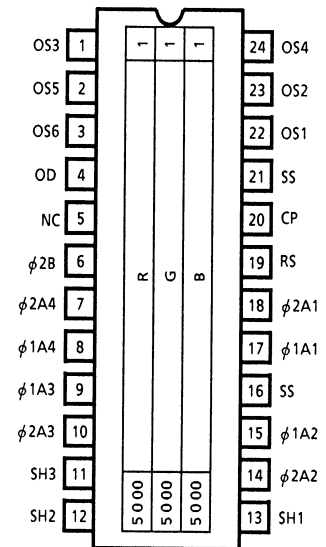 OS3 1 1 1 1 24 OS4
OS5 2 23 OS2
OS6 3 22 OS1
OD 4 21 SS
NC 5 20 CP
ϕ2B 6 R G B 19 RS
ϕ2A4 7 18 ϕ2A1
ϕ1A4 8 17 ϕ1A1
ϕ1A3 9 16 SS
ϕ2A3 10 15 ϕ1A2
SH3 11 14 ϕ2A2
SH2 12 5000 5000 5000 13 SH1